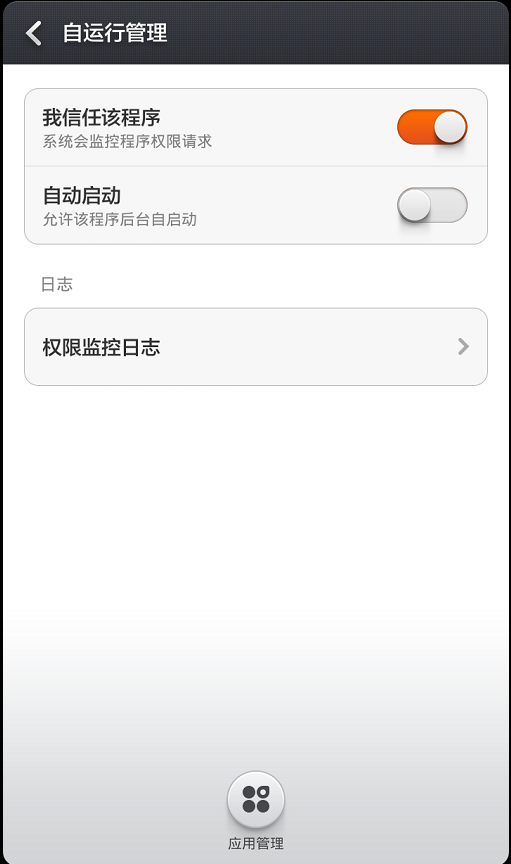 自运行管理
我信任该程序
系统会监控程序权限请求
自动启动
允许该程序后台自启动
日志
权限监控日志
应用管理